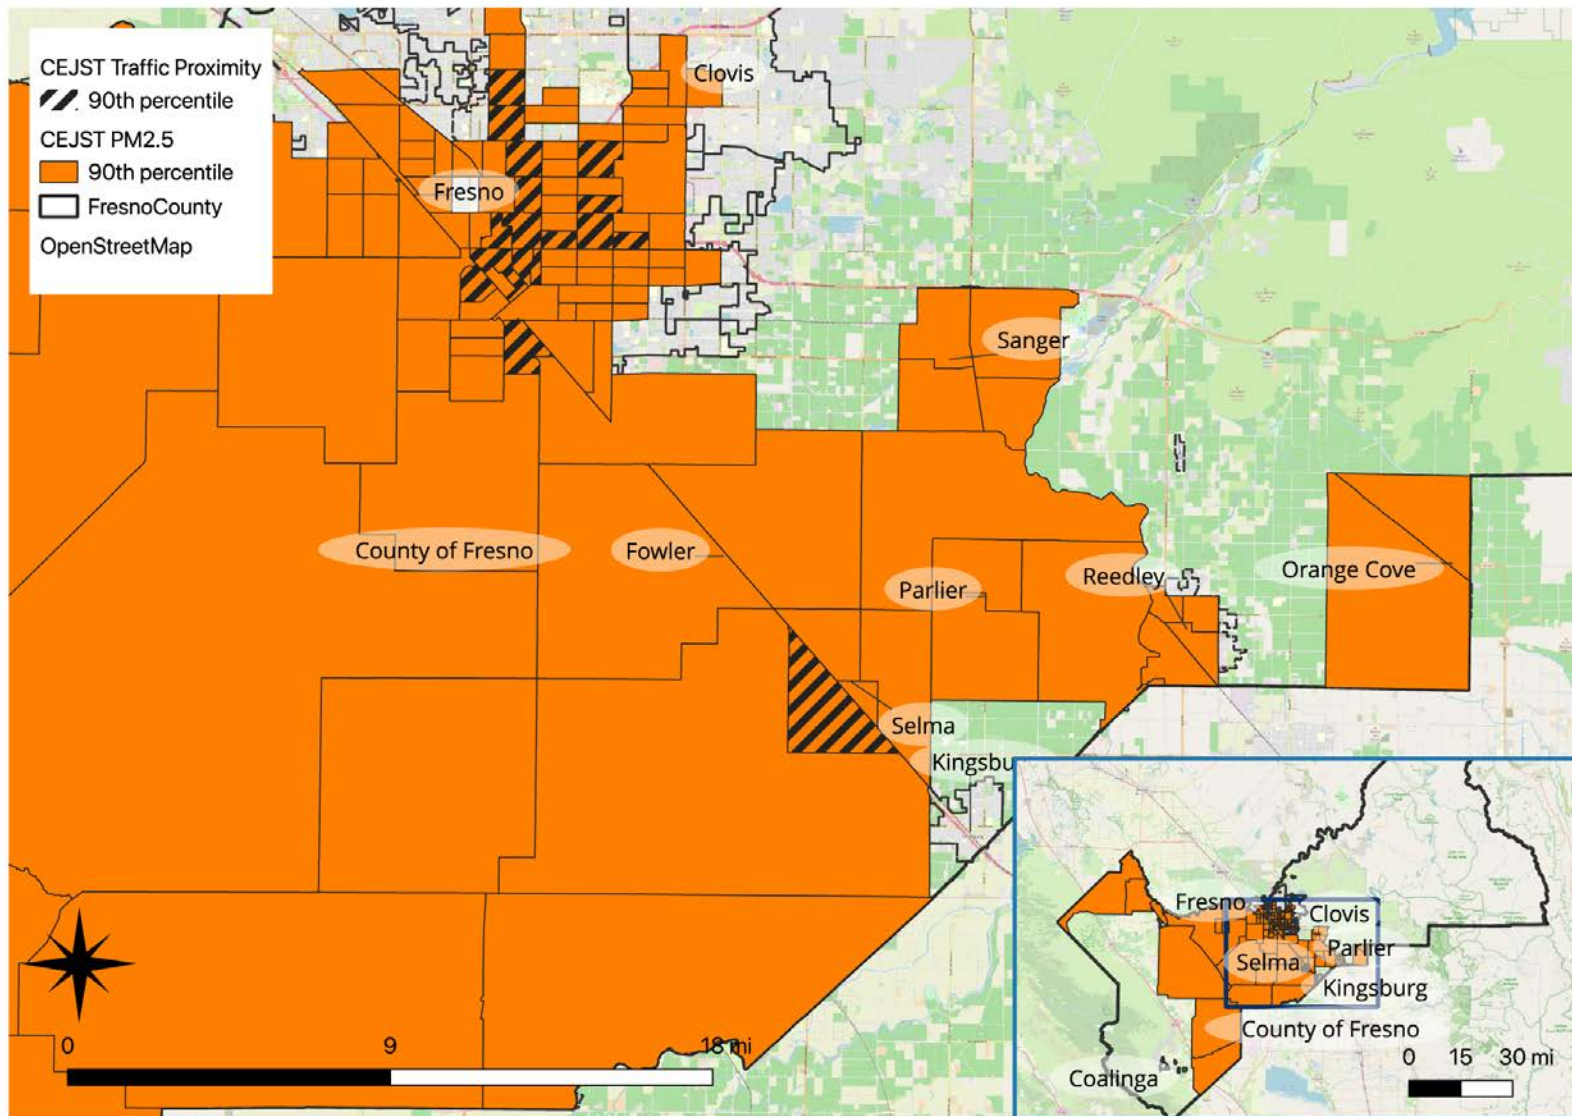 CEJST Traffic Proximity
90th percentile
CEJST PM2.5
90th percentile
FresnoCounty
OpenStreetMap
Clovis
Fresno
Sanger
County of Fresno
Fowler
Parlier
Reedley
Orange Cove
Selma
Kingsbu
0 9 18 mi
Fresno
Clovis
Parlier
Selma
Kingsburg
County of Fresno
Coalinga
0 15 30 mi